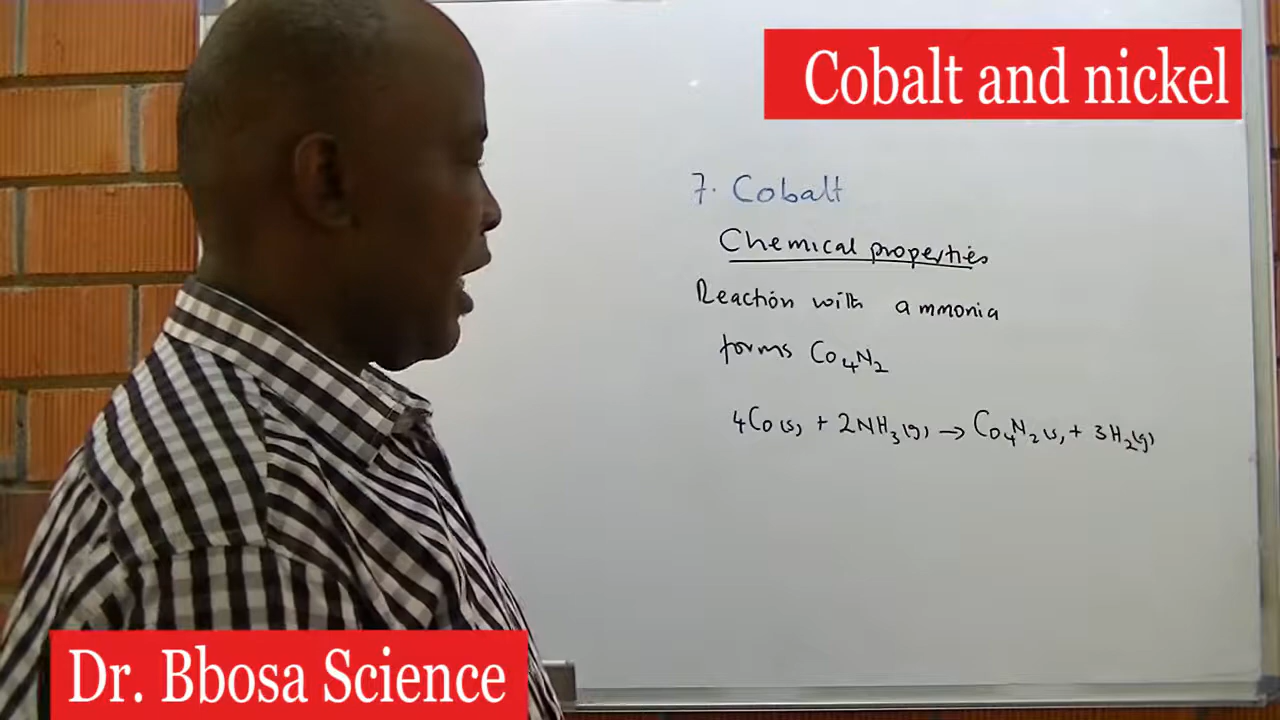 Cobalt and nickel
7. Cobalt
Chemical properties
Reaction with ammonia
forms Co₄N₂
4Co(s) + 2NH₃(g) → Co₄N₂(s) + 3H₂(g)
Dr. Bbosa Science